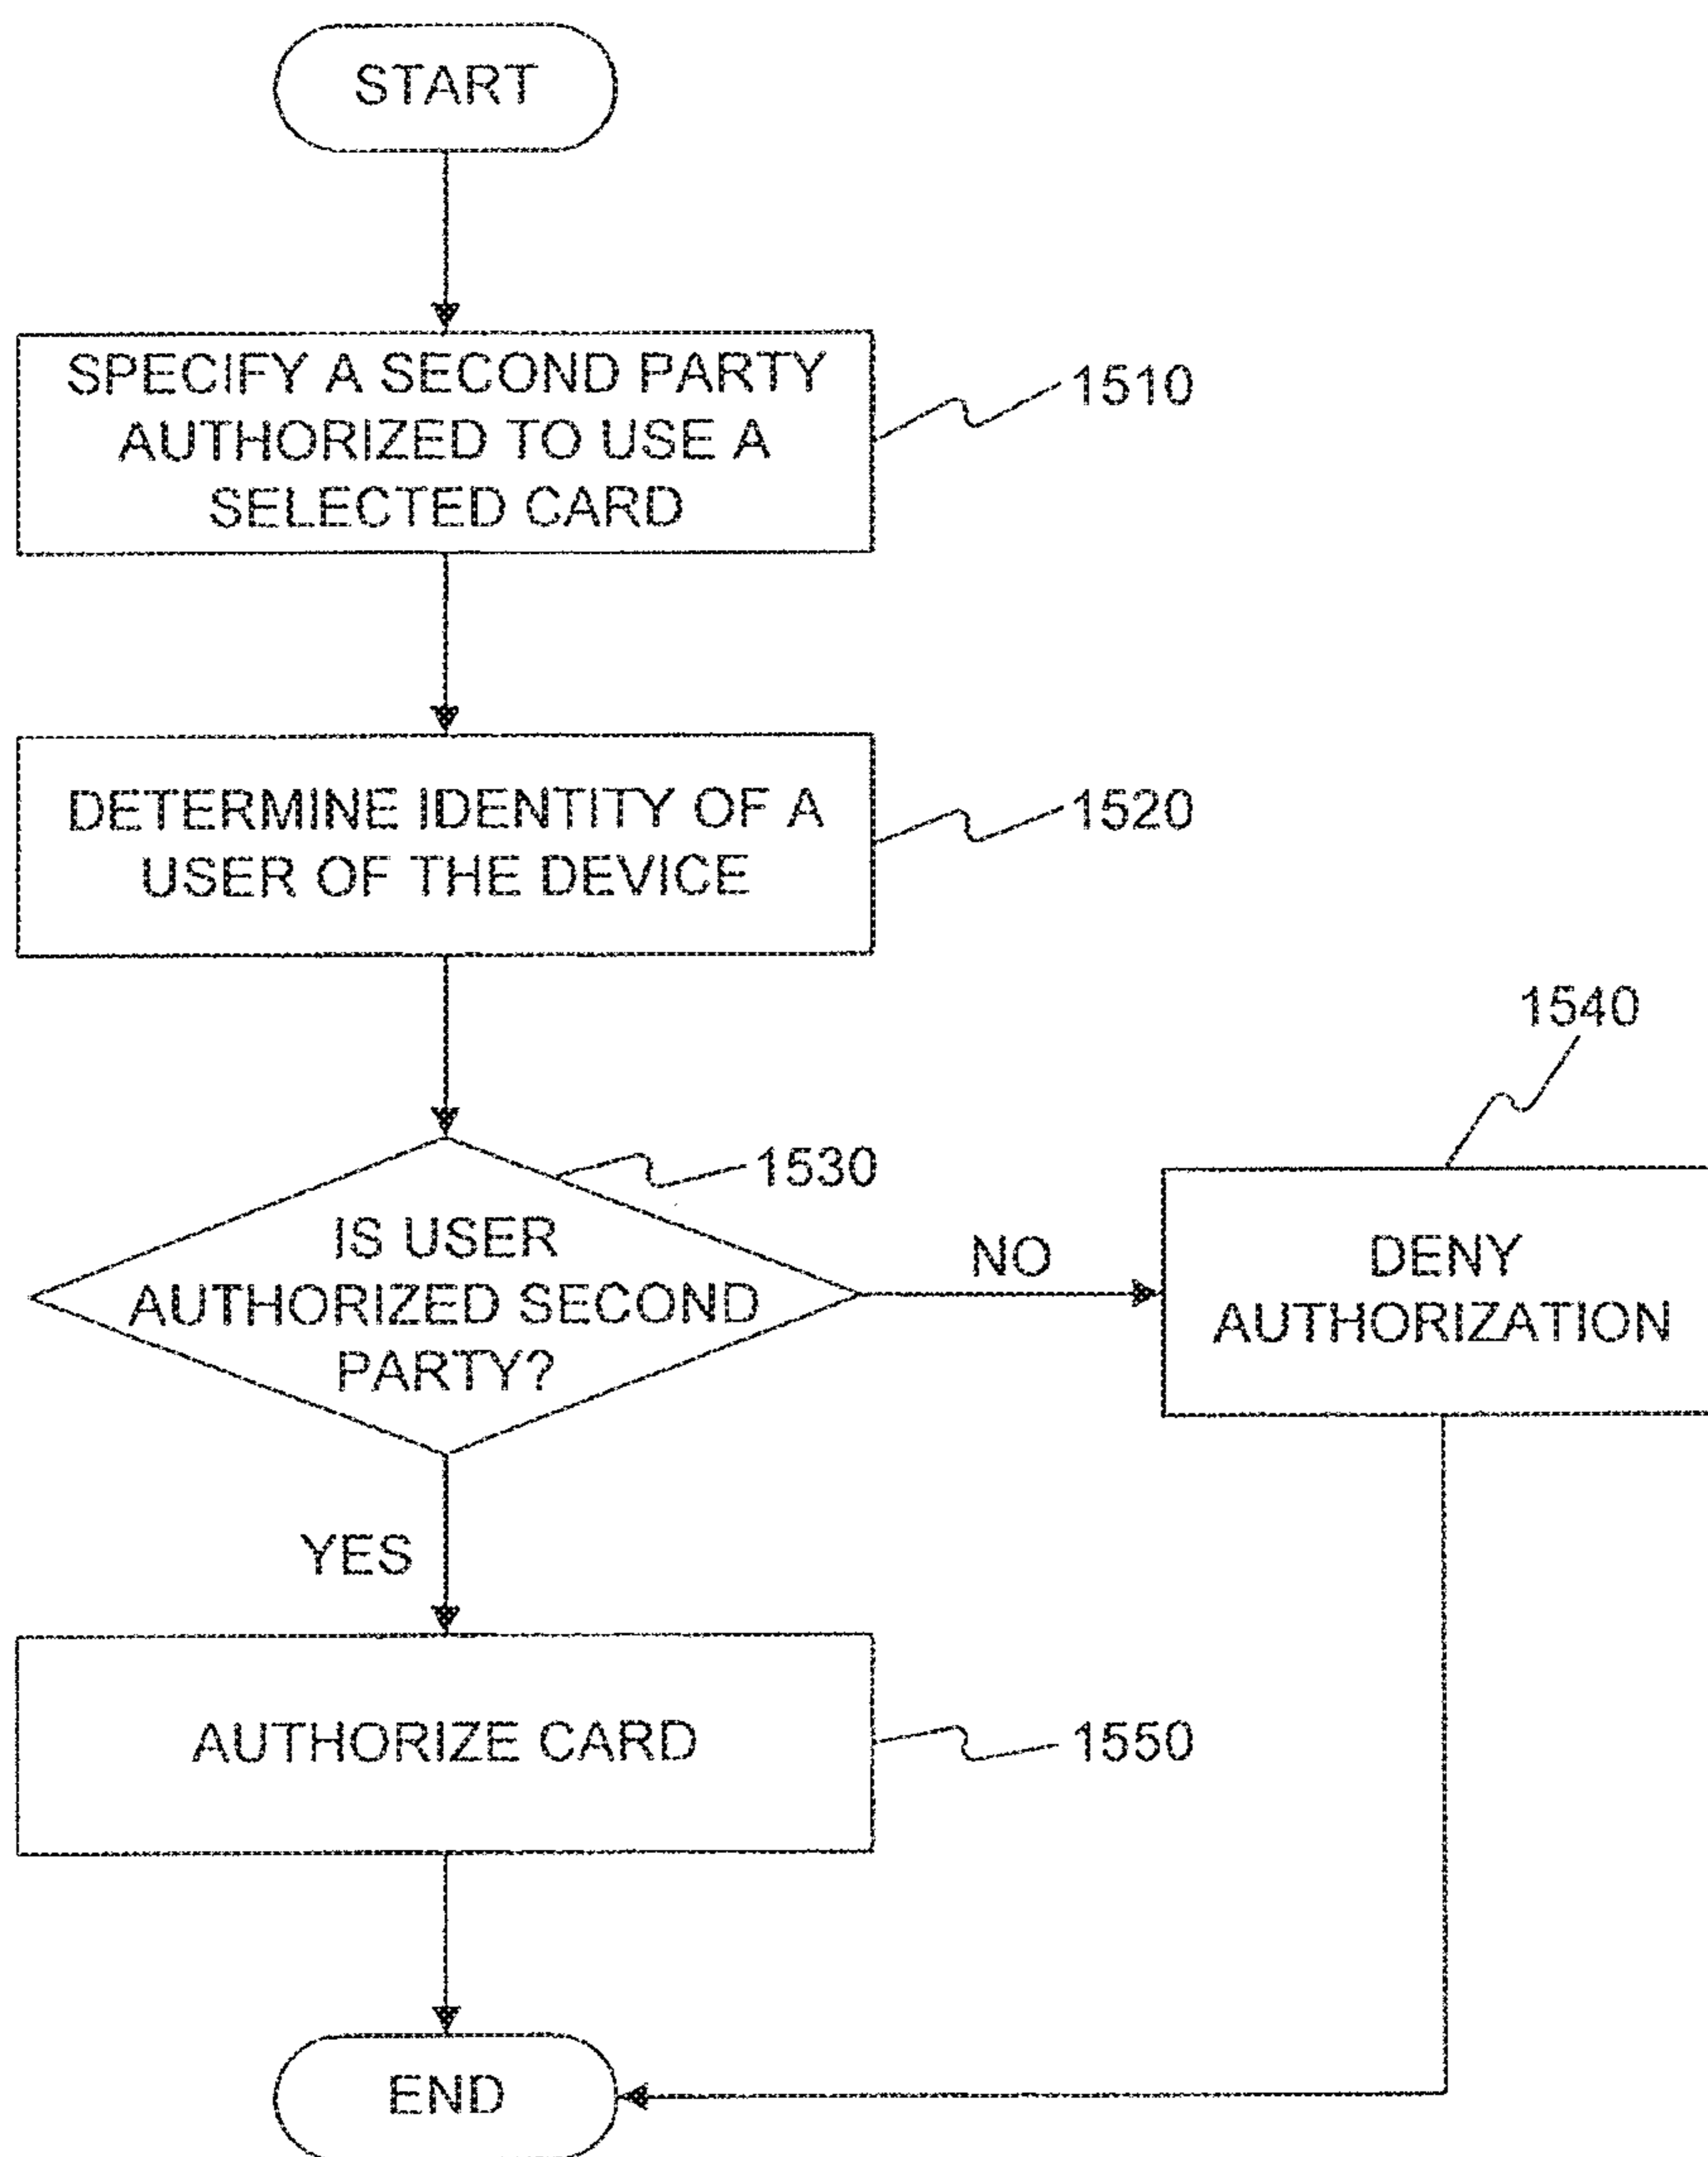 START
SPECIFY A SECOND PARTY
AUTHORIZED TO USE A
SELECTED CARD
1510
DETERMINE IDENTITY OF A
USER OF THE DEVICE
1520
1530
IS USER
AUTHORIZED SECOND
PARTY?
NO
1540
DENY
AUTHORIZATION
YES
AUTHORIZE CARD
1550
END